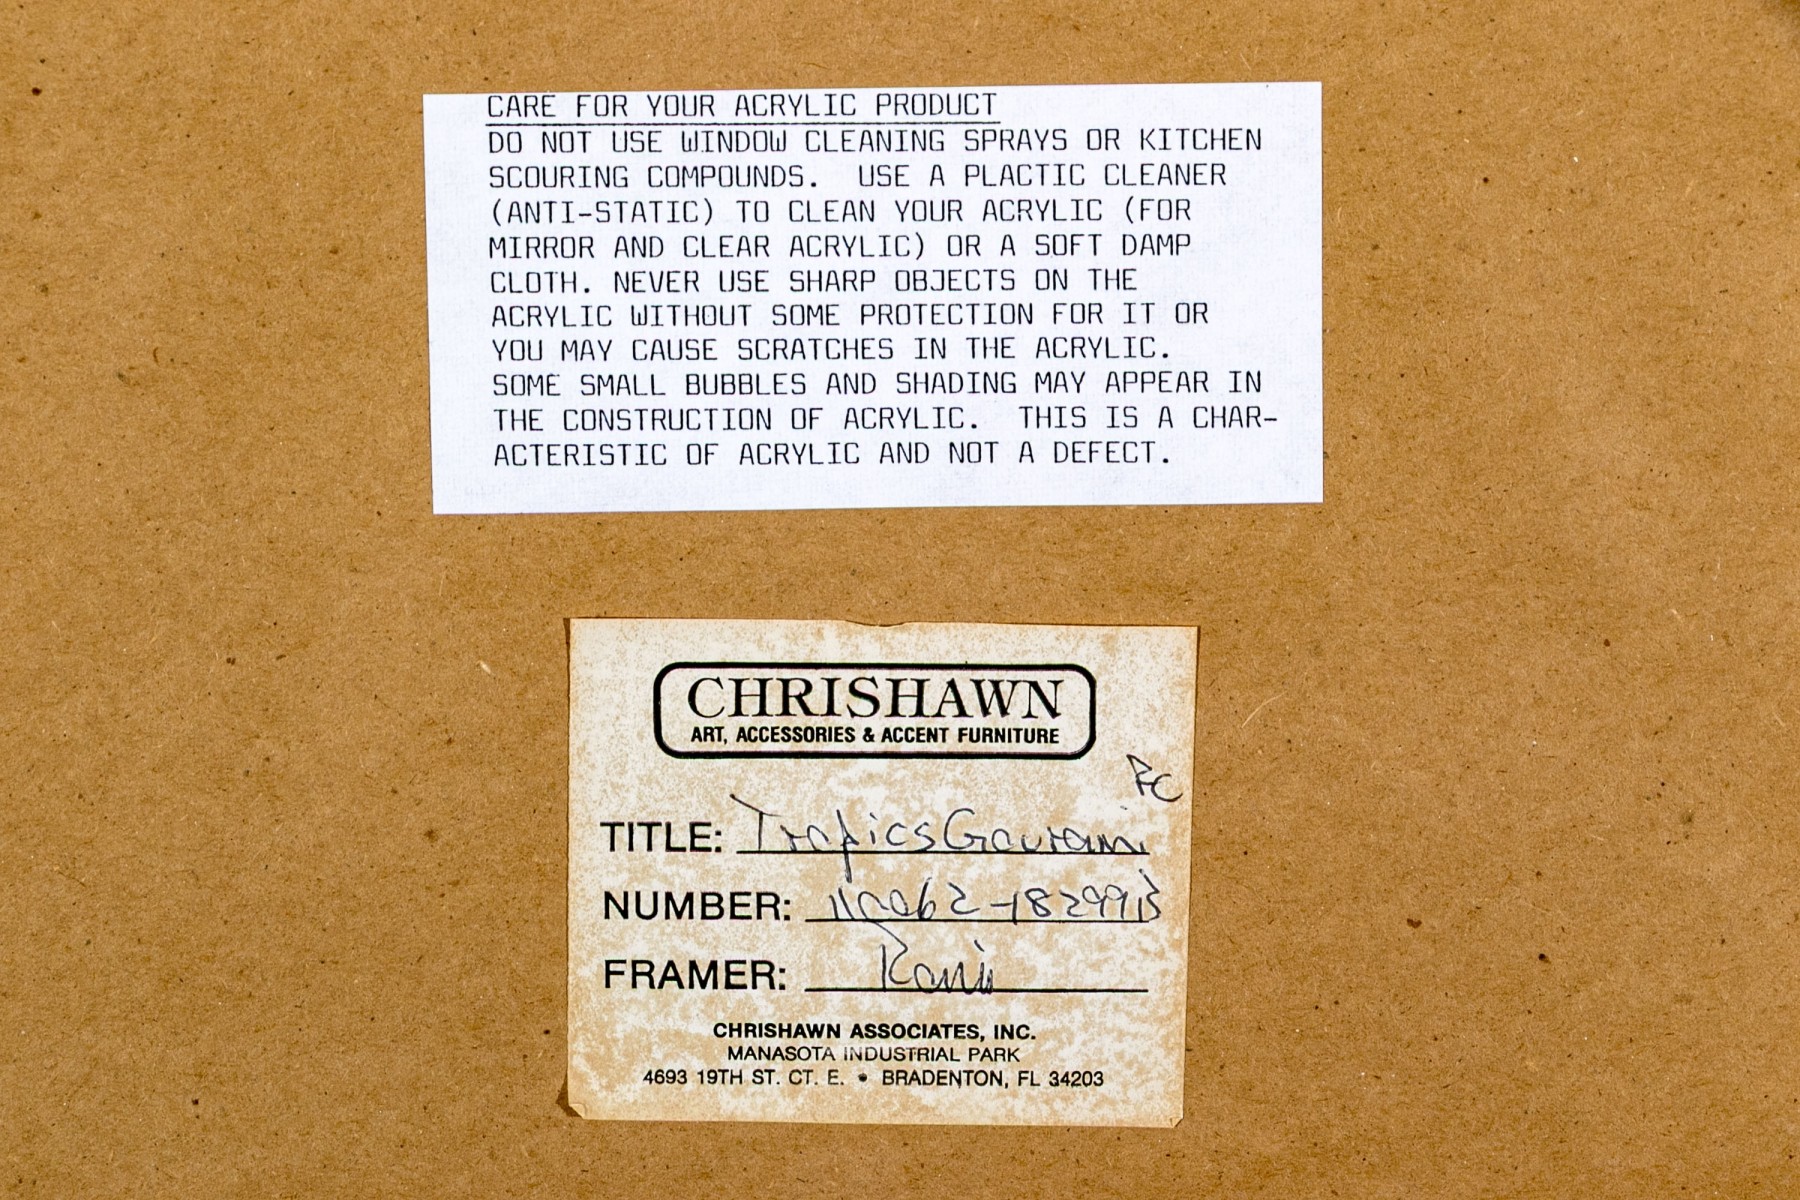 CARE FOR YOUR ACRYLIC PRODUCT
DO NOT USE WINDOW CLEANING SPRAYS OR KITCHEN
SCOURING COMPOUNDS. USE A PLACTIC CLEANER
(ANTI-STATIC) TO CLEAN YOUR ACRYLIC (FOR
MIRROR AND CLEAR ACRYLIC) OR A SOFT DAMP
CLOTH. NEVER USE SHARP OBJECTS ON THE
ACRYLIC WITHOUT SOME PROTECTION FOR IT OR
YOU MAY CAUSE SCRATCHES IN THE ACRYLIC.
SOME SMALL BUBBLES AND SHADING MAY APPEAR IN
THE CONSTRUCTION OF ACRYLIC. THIS IS A CHAR-
ACTERISTIC OF ACRYLIC AND NOT A DEFECT.
CHRISHAWN
ART, ACCESSORIES & ACCENT FURNITURE
TITLE: Tropics Gourami
NUMBER:
FRAMER:
CHRISHAWN ASSOCIATES, INC.
MANASOTA INDUSTRIAL PARK
4693 19TH ST. CT. E. • BRADENTON, FL 34203